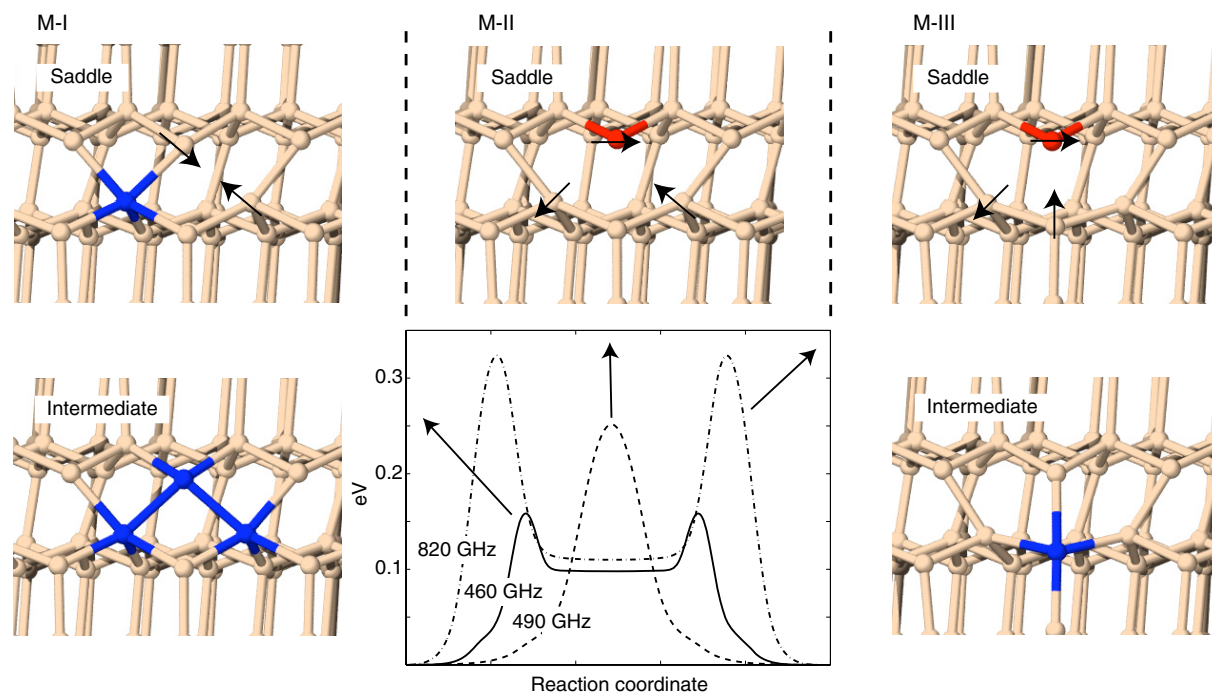 M-I
M-II
M-III
Saddle
Saddle
Saddle
Intermediate
Intermediate
0.3
0.2
0.1
eV
820 GHz
460 GHz
490 GHz
Reaction coordinate